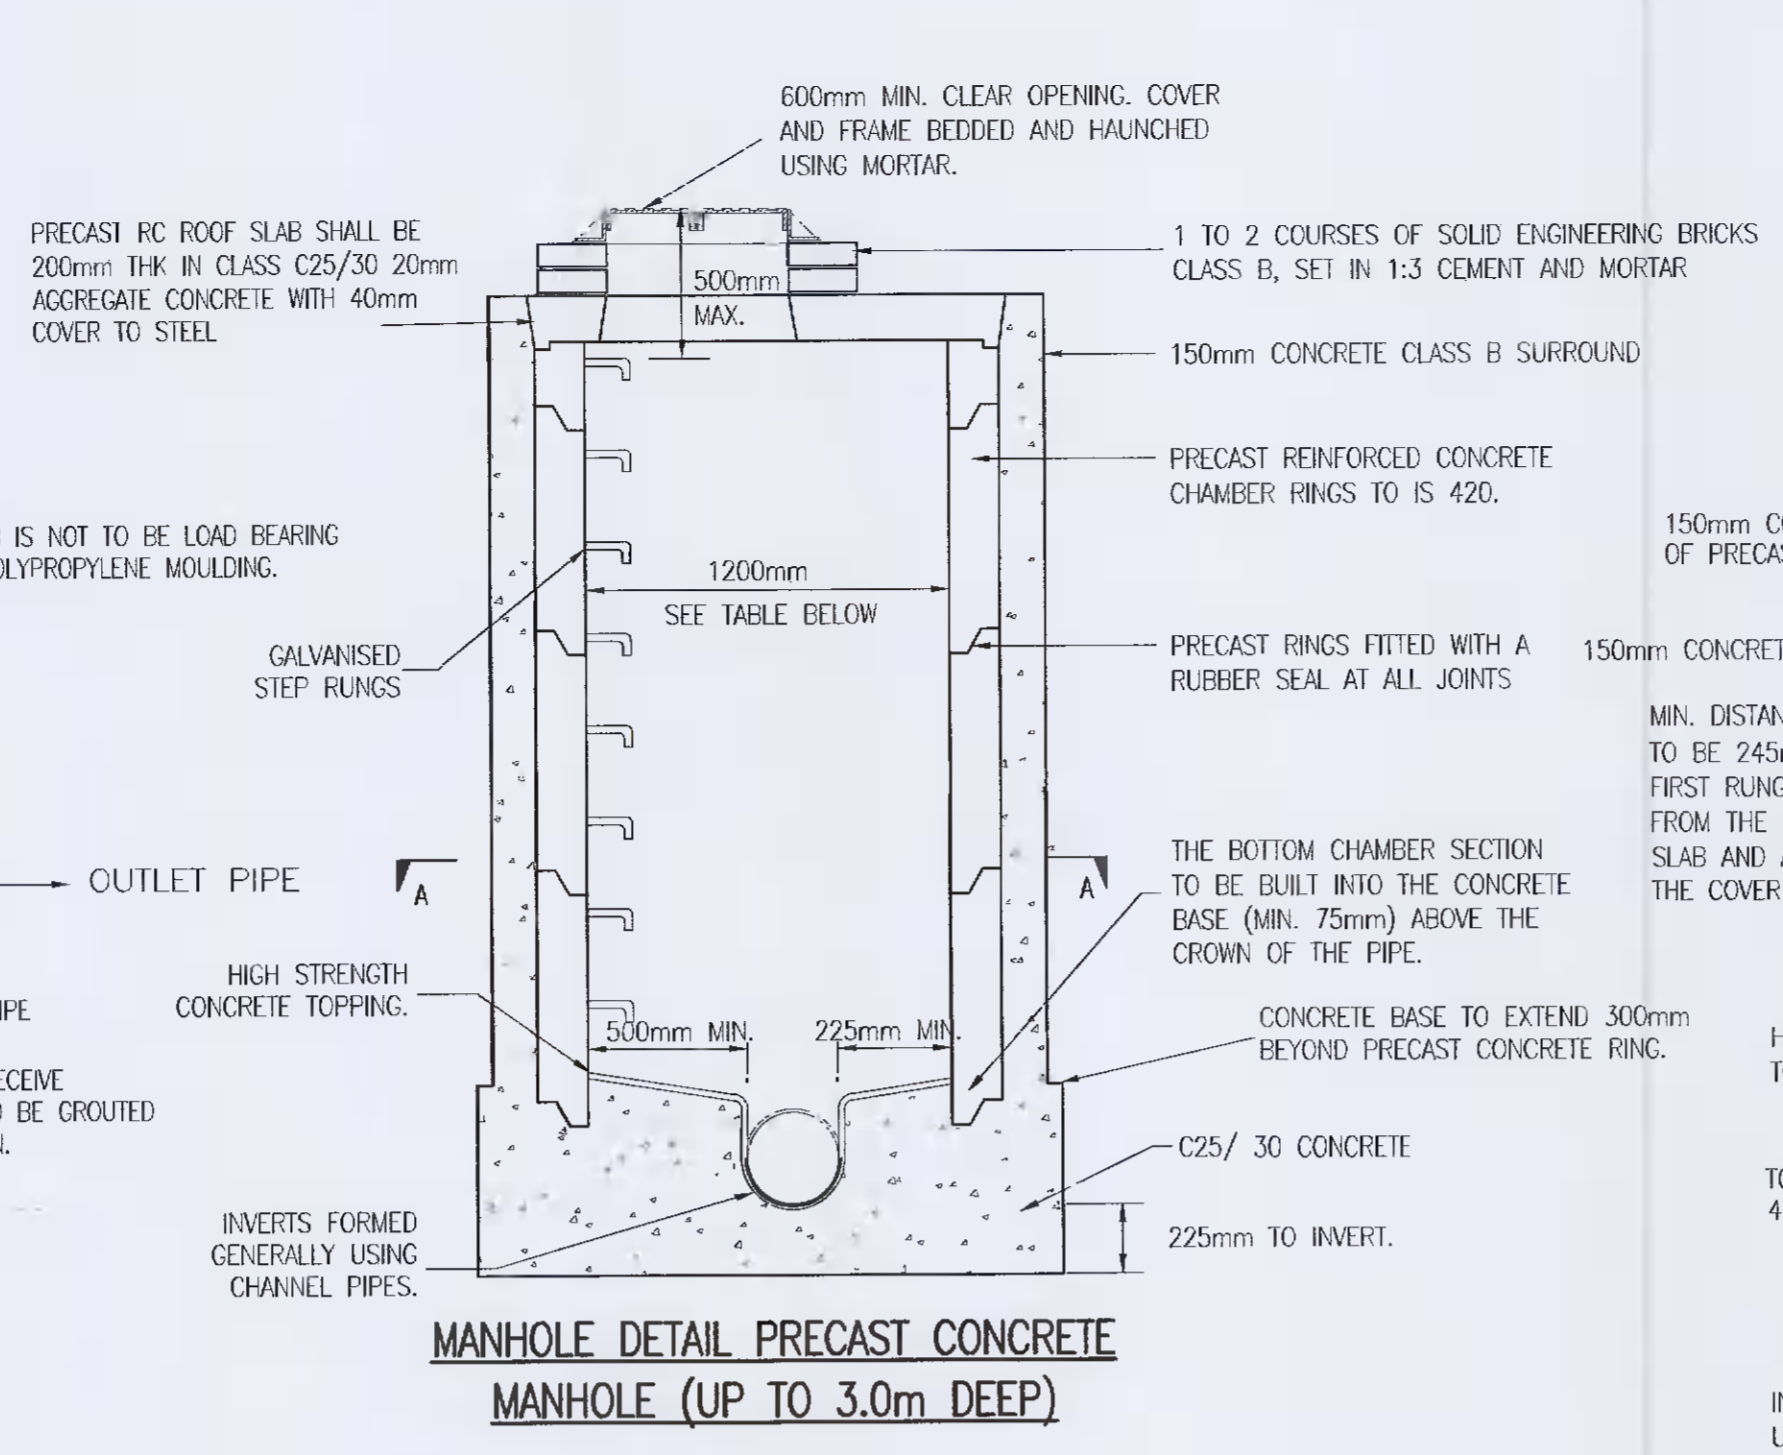 600mm MIN. CLEAR OPENING. COVER
AND FRAME BEDDED AND HAUNCHED
USING MORTAR.
PRECAST RC ROOF SLAB SHALL BE
200mm THK IN CLASS C25/30 20mm
AGGREGATE CONCRETE WITH 40mm
COVER TO STEEL
1 TO 2 COURSES OF SOLID ENGINEERING BRICKS
CLASS B, SET IN 1:3 CEMENT AND MORTAR
500mm
MAX.
150mm CONCRETE CLASS B SURROUND
PRECAST REINFORCED CONCRETE
CHAMBER RINGS TO IS 420.
IS NOT TO BE LOAD BEARING
OLYPROPYLENE MOULDING.
150mm CO
OF PRECAS
1200mm
SEE TABLE BELOW
GALVANISED
STEP RUNGS
PRECAST RINGS FITTED WITH A
RUBBER SEAL AT ALL JOINTS
150mm CONCRET
MIN. DISTAN
TO BE 245m
FIRST RUNG
FROM THE
SLAB AND
THE COVER
OUTLET PIPE
A
A
THE BOTTOM CHAMBER SECTION
TO BE BUILT INTO THE CONCRETE
BASE (MIN. 75mm) ABOVE THE
CROWN OF THE PIPE.
HIGH STRENGTH
CONCRETE TOPPING.
IPE
ECEIVE
BE GROUTED
500mm MIN.
225mm MIN.
CONCRETE BASE TO EXTEND 300mm
BEYOND PRECAST CONCRETE RING.
C25/ 30 CONCRETE
225mm TO INVERT.
INVERTS FORMED
GENERALLY USING
CHANNEL PIPES.
MANHOLE DETAIL PRECAST CONCRETE
MANHOLE (UP TO 3.0m DEEP)